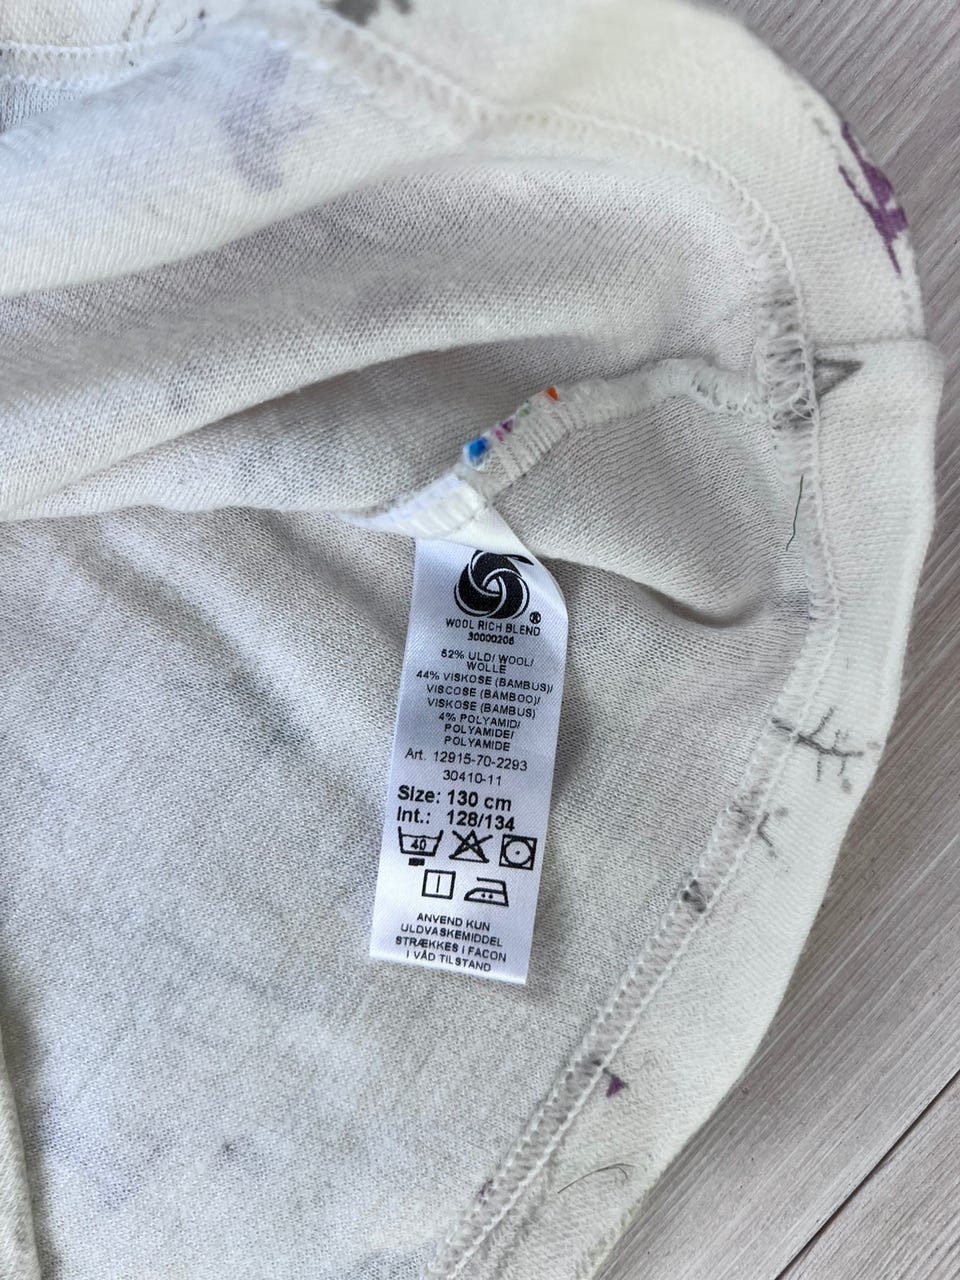 ®
WOOL RICH BLEND
30000206
52% ULD/ WOOL/
WOLLE
44% VISKOSE (BAMBUS)/
VISCOSE (BAMBOO)/
VISKOSE (BAMBUS)
4% POLYAMID/
POLYAMIDE/
POLYAMIDE
Art. 12915-70-2293
30410-11
Size: 130 cm
Int.: 128/134
40
ANVEND KUN
ULDVASKEMIDDEL
STRÆKKES I FACON
I VÅD TILSTAND